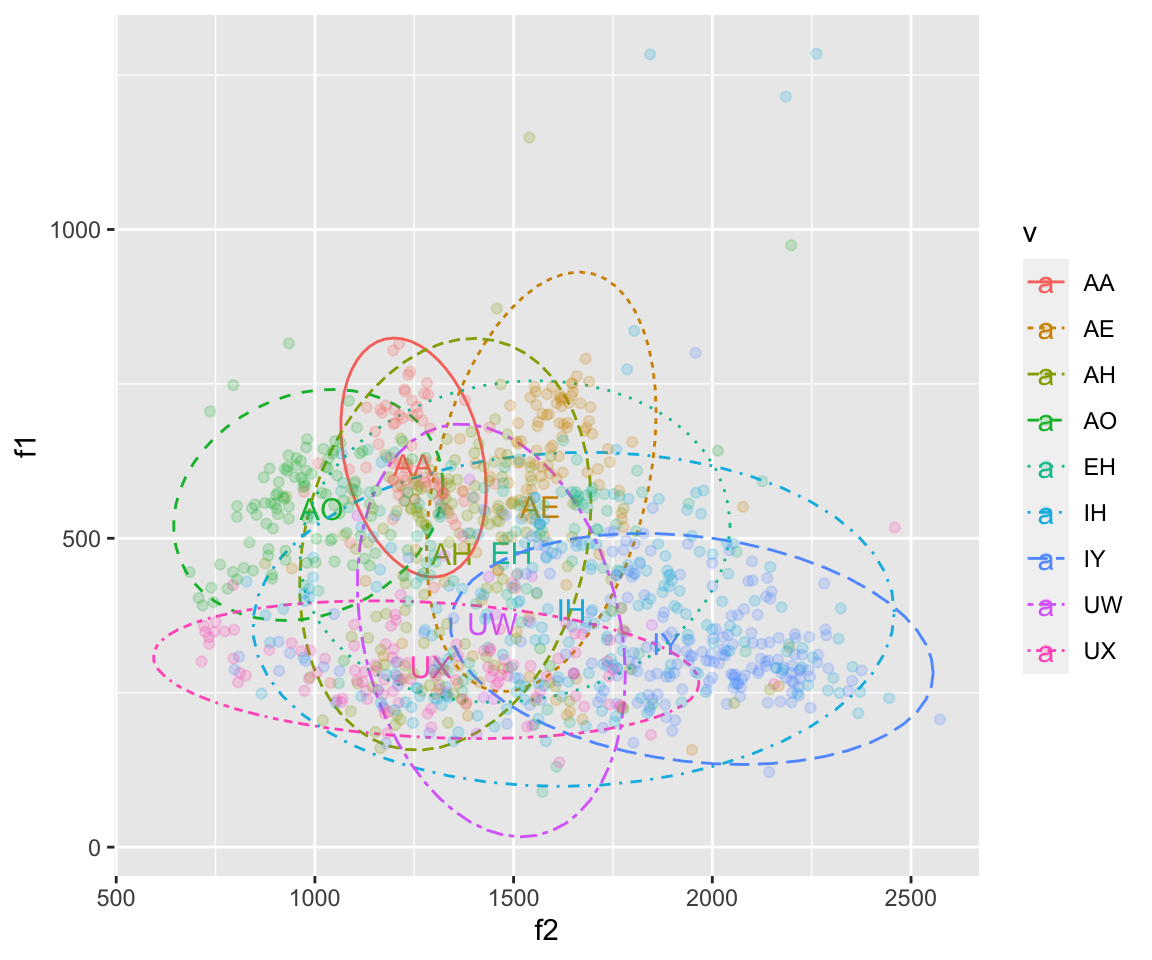 1000
500
0
f1
AA
AO
AE
AH
EH
IH
UW
IY
UX
500
1000
1500
2000
2500
f2
v
a AA
a AE
a AH
a AO
a EH
a IH
a IY
a UW
a UX